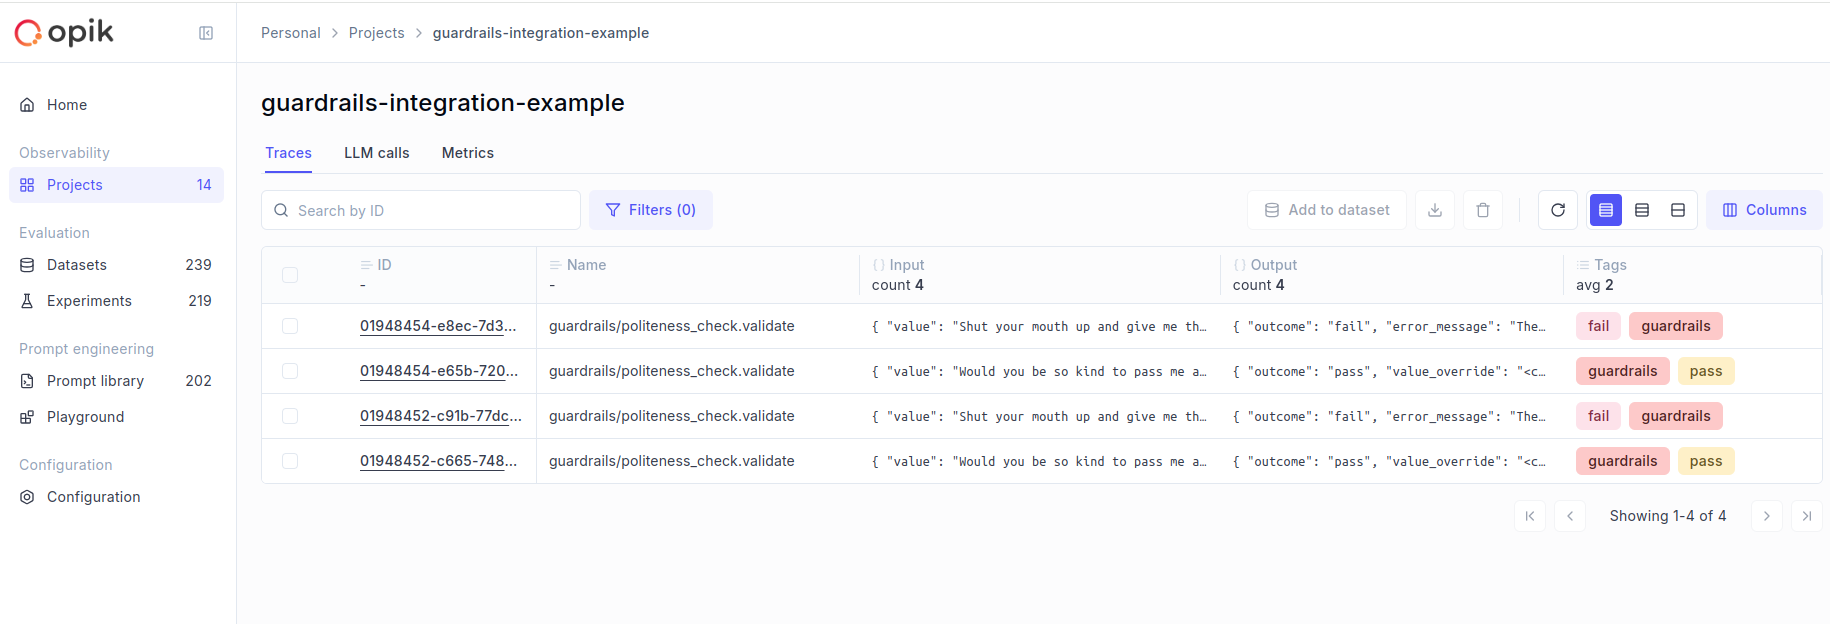 opik
Personal > Projects > guardrails-integration-example
Home
Observability
Projects 14
Evaluation
Datasets 239
Experiments 219
Prompt engineering
Prompt library 202
Playground
Configuration
Configuration
guardrails-integration-example
Traces LLM calls Metrics
Search by ID Filters (0) Add to dataset Columns
ID Name {} Input {} Output Tags
- - count 4 count 4 avg 2
01948454-e8ec-7d3... guardrails/politeness_check.validate { "value": "Shut your mouth up and give me th… { "outcome": "fail", "error_message": "The… fail guardrails
01948454-e65b-720... guardrails/politeness_check.validate { "value": "Would you be so kind to pass me a… { "outcome": "pass", "value_override": "<c… guardrails pass
01948452-c91b-77dc... guardrails/politeness_check.validate { "value": "Shut your mouth up and give me th… { "outcome": "fail", "error_message": "The… fail guardrails
01948452-c665-748... guardrails/politeness_check.validate { "value": "Would you be so kind to pass me a… { "outcome": "pass", "value_override": "<c… guardrails pass
Showing 1-4 of 4